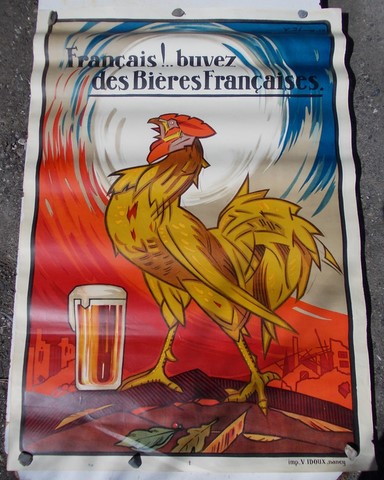 Français!.. buvez
des Bières Françaises.
imp. V. IDOUX, NANCY